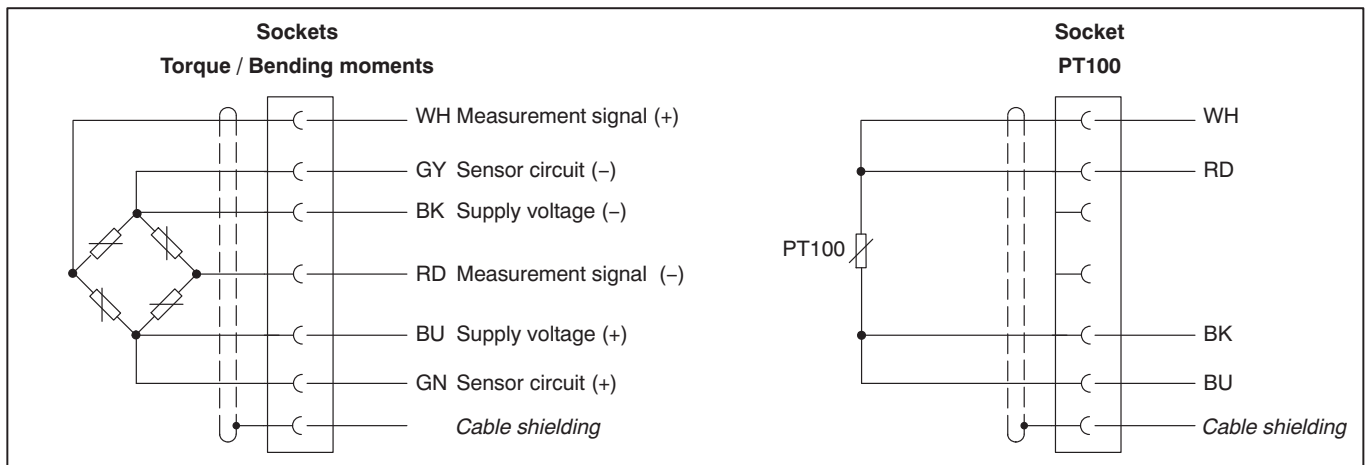 Sockets
Torque / Bending moments
WH Measurement signal (+)
GY Sensor circuit (−)
BK Supply voltage (−)
RD Measurement signal (−)
BU Supply voltage (+)
GN Sensor circuit (+)
Cable shielding
Socket
PT100
WH
RD
PT100
BK
BU
Cable shielding